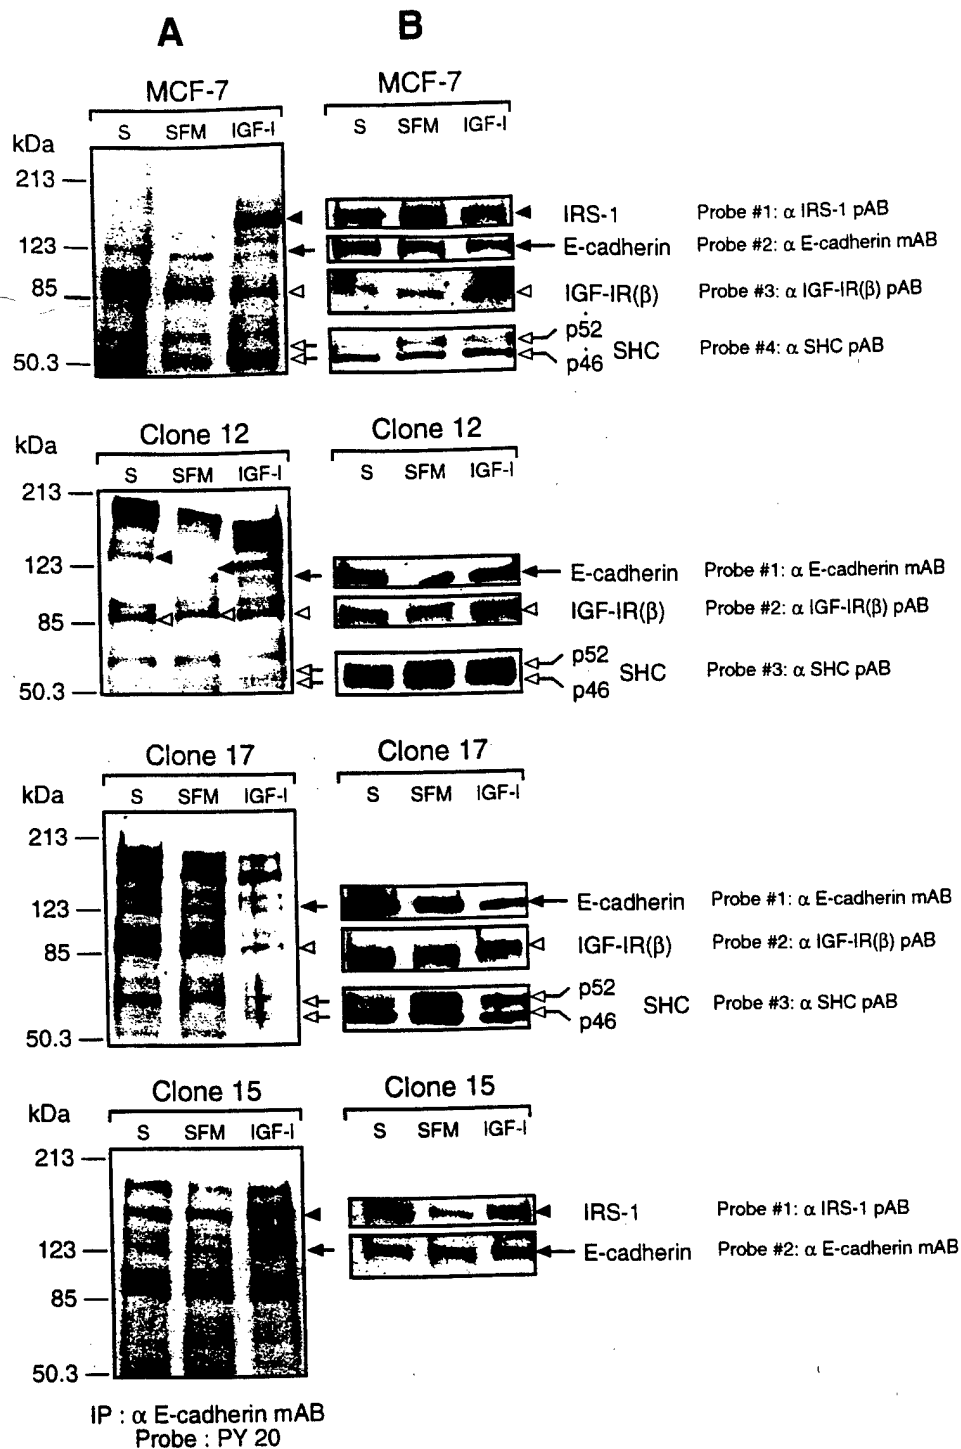 A B
MCF-7 MCF-7
S SFM IGF-I S SFM IGF-I
kDa
213
123
85
50.3
IRS-1 Probe #1: α IRS-1 pAB
E-cadherin Probe #2: α E-cadherin mAB
IGF-IR(β) Probe #3: α IGF-IR(β) pAB
p52
p46 SHC Probe #4: α SHC pAB
Clone 12 Clone 12
kDa
S SFM IGF-I S SFM IGF-I
213
123
85
50.3
E-cadherin Probe #1: α E-cadherin mAB
IGF-IR(β) Probe #2: α IGF-IR(β) pAB
p52
p46 SHC Probe #3: α SHC pAB
Clone 17 Clone 17
kDa
S SFM IGF-I S SFM IGF-I
213
123
85
50.3
E-cadherin Probe #1: α E-cadherin mAB
IGF-IR(β) Probe #2: α IGF-IR(β) pAB
p52
p46 SHC Probe #3: α SHC pAB
Clone 15 Clone 15
kDa
S SFM IGF-I S SFM IGF-I
213
123
85
50.3
IRS-1 Probe #1: α IRS-1 pAB
E-cadherin Probe #2: α E-cadherin mAB
IP : α E-cadherin mAB
Probe : PY 20